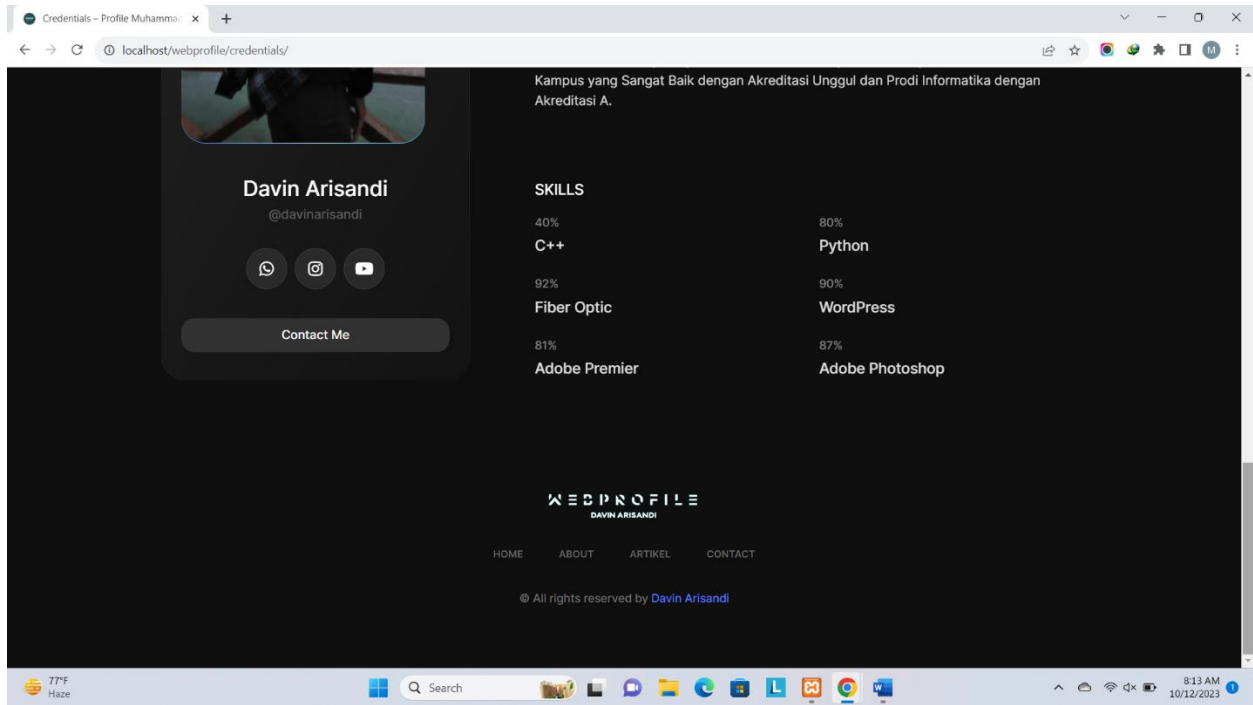 Credentials – Profile Muhamma
localhost/webprofile/credentials/
M
Kampus yang Sangat Baik dengan Akreditasi Unggul dan Prodi Informatika dengan
Akreditasi A.
Davin Arisandi
@davinarisandi
Contact Me
SKILLS
40%
C++
80%
Python
92%
Fiber Optic
90%
WordPress
81%
Adobe Premier
87%
Adobe Photoshop
WEBPROFILE
DAVIN ARISANDI
HOME ABOUT ARTIKEL CONTACT
© All rights reserved by Davin Arisandi
77°F
Haze
Search
L
8:13 AM
10/12/2023
1